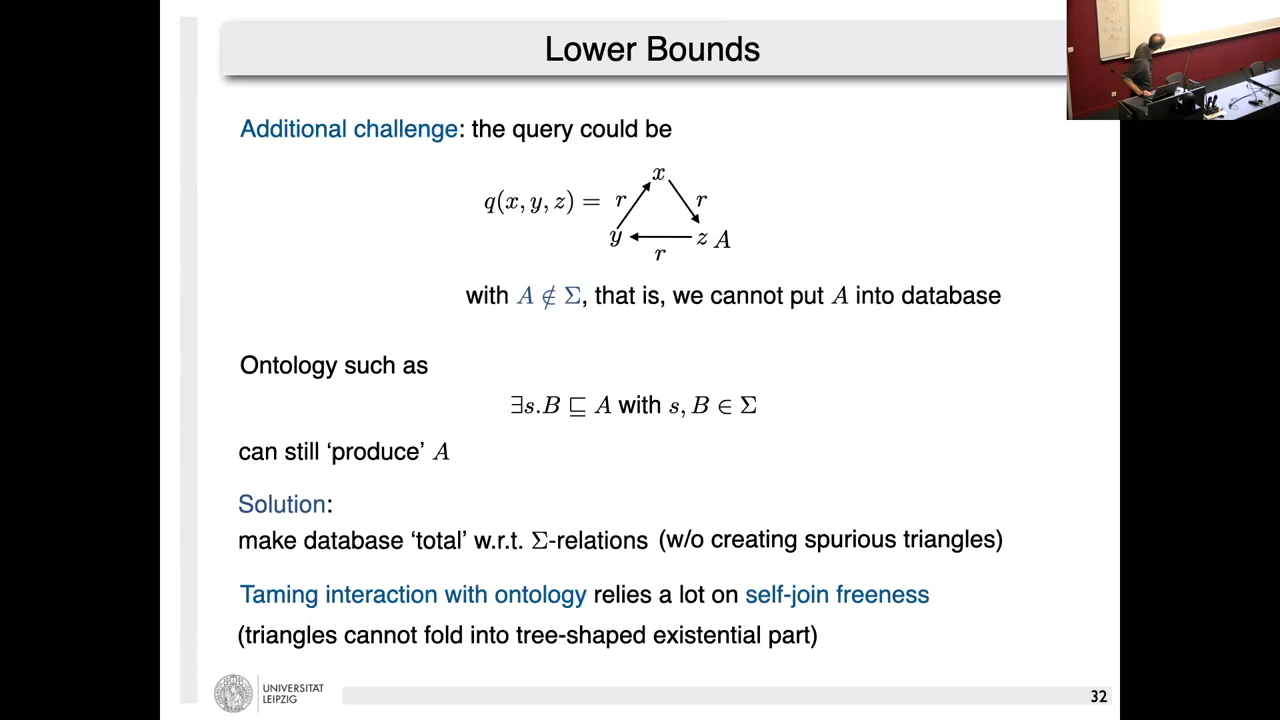 Lower Bounds
Additional challenge: the query could be
x
q(x, y, z) = r r
y z A
r
with A ∉ Σ, that is, we cannot put A into database
Ontology such as
∃s.B ⊑ A with s, B ∈ Σ
can still ‘produce’ A
Solution:
make database ‘total’ w.r.t. Σ-relations (w/o creating spurious triangles)
Taming interaction with ontology relies a lot on self-join freeness
(triangles cannot fold into tree-shaped existential part)
UNIVERSITÄT
LEIPZIG
32